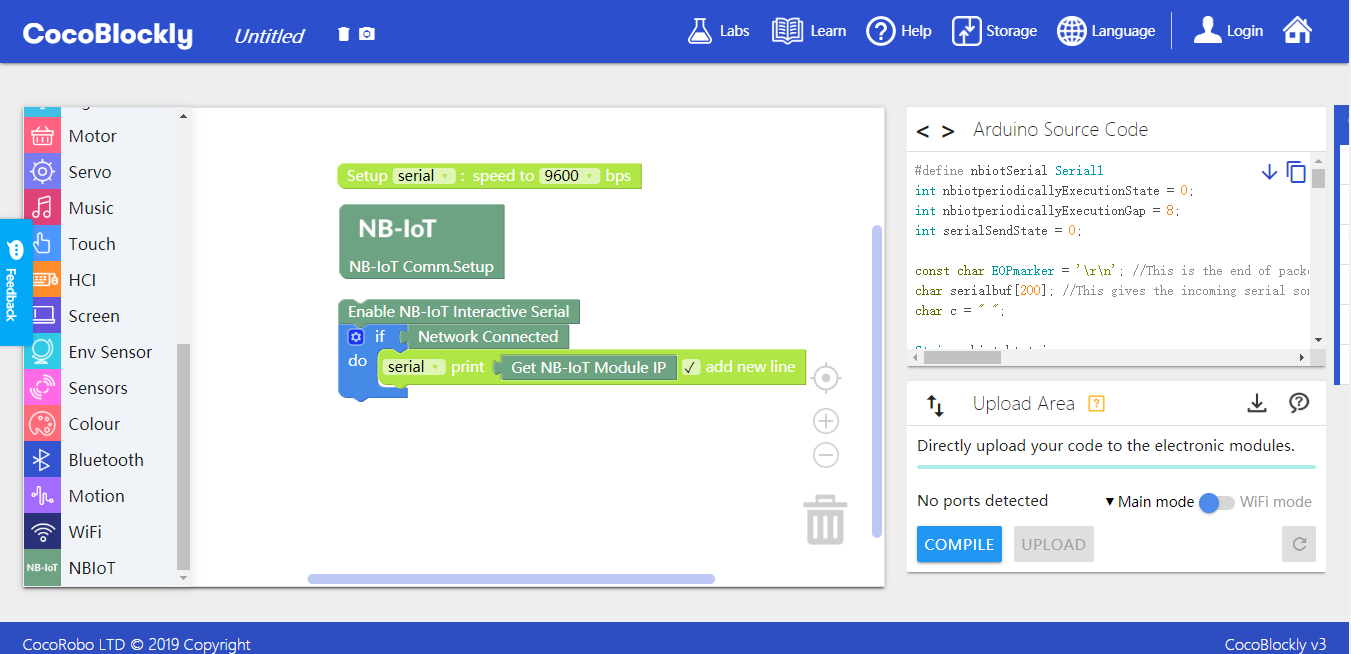 CocoBlockly Untitled Labs Learn Help Storage Language Login
Motor
Servo
Music
Touch
HCI
Screen
Env Sensor
Sensors
Colour
Bluetooth
Motion
WiFi
NB-IoT NBIoT
Feedback
Setup serial : speed to 9600 bps
NB-IoT
NB-IoT Comm.Setup
Enable NB-IoT Interactive Serial
if Network Connected
do serial print Get NB-IoT Module IP ✓ add new line
< > Arduino Source Code
#define nbiotSerial Serial1
int nbiotperiodicallyExecutionState = 0;
int nbiotperiodicallyExecutionGap = 8;
int serialSendState = 0;
const char EOPmarker = '\r\n'; //This is the end of pack
char serialbuf[200]; //This gives the incoming serial so
char c = " ";
Upload Area ?
Directly upload your code to the electronic modules.
No ports detected ▼ Main mode WiFi mode
COMPILE UPLOAD
CocoRobo LTD © 2019 Copyright CocoBlockly v3